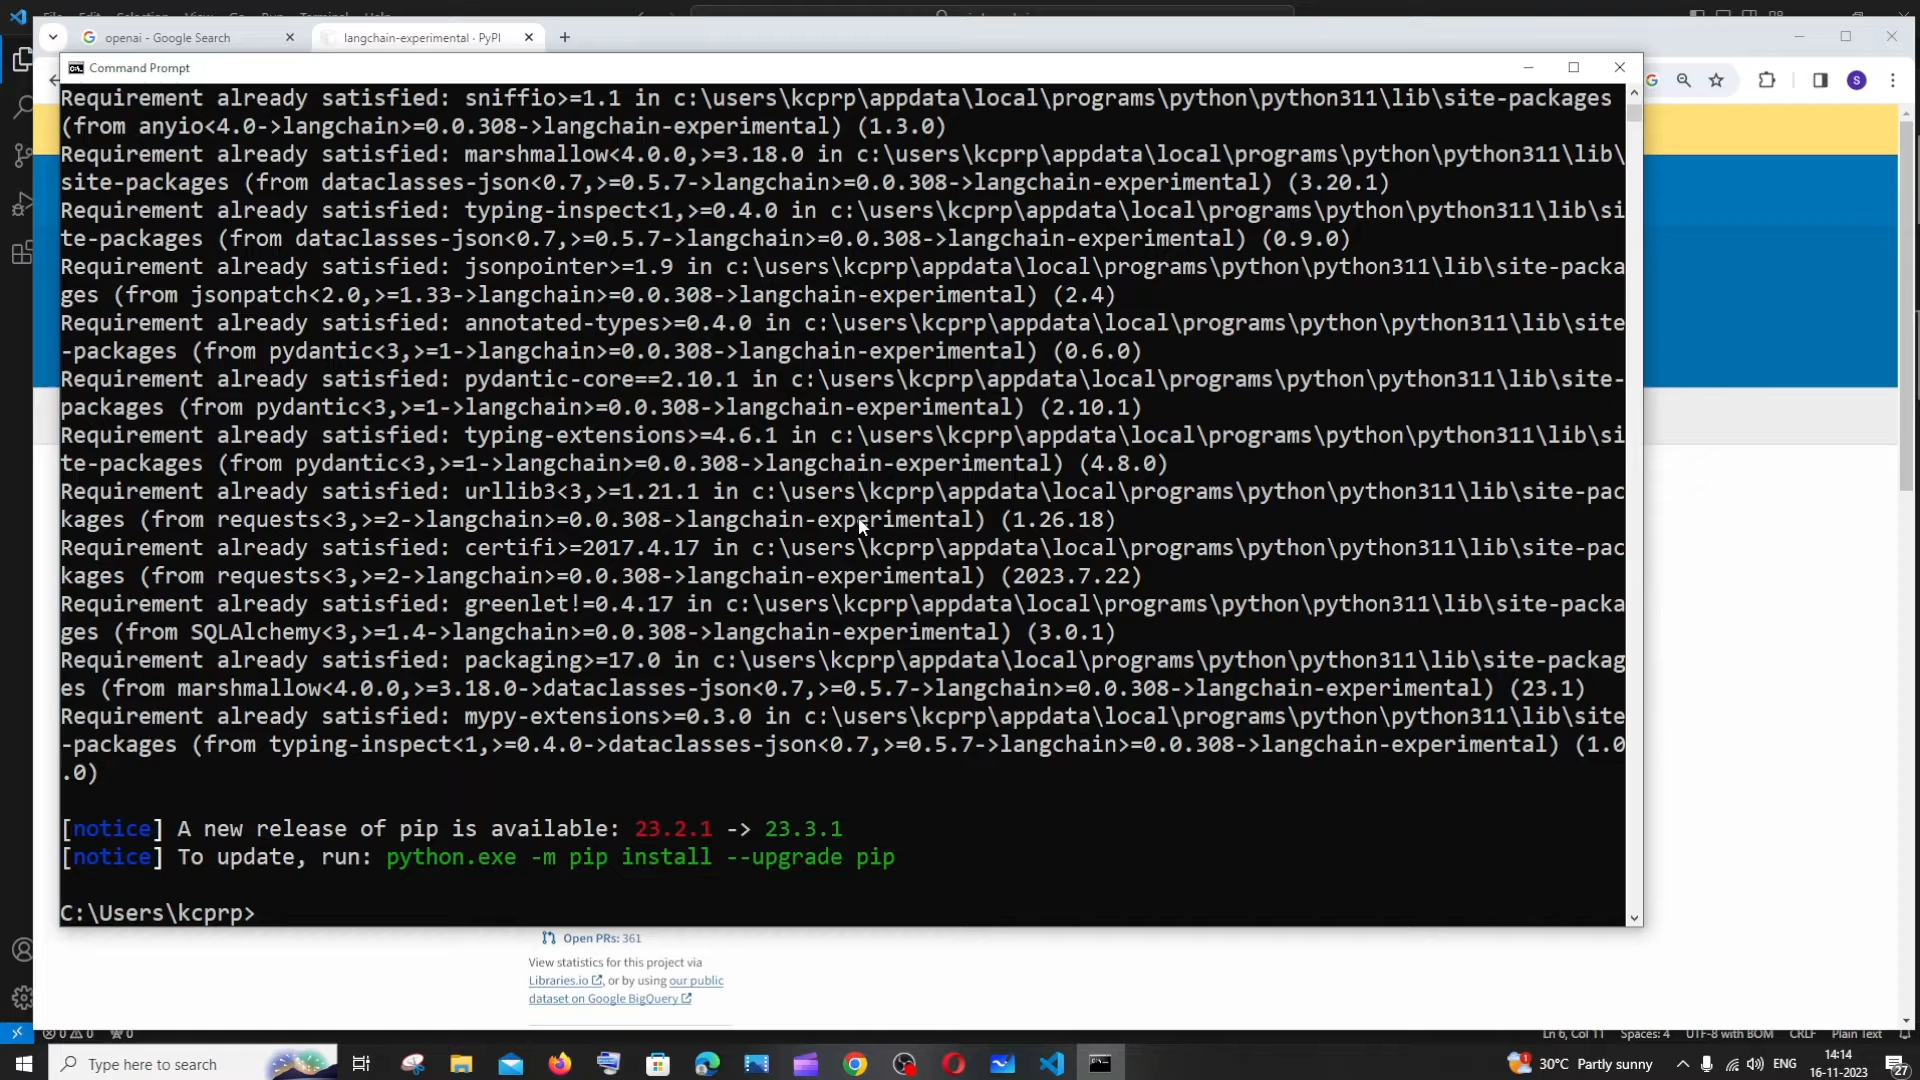 openai - Google Search
langchain-experimental · PyPI
Command Prompt
S
Requirement already satisfied: sniffio>=1.1 in c:\users\kcprp\appdata\local\programs\python\python311\lib\site-packages
(from anyio<4.0->langchain>=0.0.308->langchain-experimental) (1.3.0)
Requirement already satisfied: marshmallow<4.0.0,>=3.18.0 in c:\users\kcprp\appdata\local\programs\python\python311\lib\
site-packages (from dataclasses-json<0.7,>=0.5.7->langchain>=0.0.308->langchain-experimental) (3.20.1)
Requirement already satisfied: typing-inspect<1,>=0.4.0 in c:\users\kcprp\appdata\local\programs\python\python311\lib\si
te-packages (from dataclasses-json<0.7,>=0.5.7->langchain>=0.0.308->langchain-experimental) (0.9.0)
Requirement already satisfied: jsonpointer>=1.9 in c:\users\kcprp\appdata\local\programs\python\python311\lib\site-packa
ges (from jsonpatch<2.0,>=1.33->langchain>=0.0.308->langchain-experimental) (2.4)
Requirement already satisfied: annotated-types>=0.4.0 in c:\users\kcprp\appdata\local\programs\python\python311\lib\site
-packages (from pydantic<3,>=1->langchain>=0.0.308->langchain-experimental) (0.6.0)
Requirement already satisfied: pydantic-core==2.10.1 in c:\users\kcprp\appdata\local\programs\python\python311\lib\site-
packages (from pydantic<3,>=1->langchain>=0.0.308->langchain-experimental) (2.10.1)
Requirement already satisfied: typing-extensions>=4.6.1 in c:\users\kcprp\appdata\local\programs\python\python311\lib\si
te-packages (from pydantic<3,>=1->langchain>=0.0.308->langchain-experimental) (4.8.0)
Requirement already satisfied: urllib3<3,>=1.21.1 in c:\users\kcprp\appdata\local\programs\python\python311\lib\site-pac
kages (from requests<3,>=2->langchain>=0.0.308->langchain-experimental) (1.26.18)
Requirement already satisfied: certifi>=2017.4.17 in c:\users\kcprp\appdata\local\programs\python\python311\lib\site-pac
kages (from requests<3,>=2->langchain>=0.0.308->langchain-experimental) (2023.7.22)
Requirement already satisfied: greenlet!=0.4.17 in c:\users\kcprp\appdata\local\programs\python\python311\lib\site-packa
ges (from SQLAlchemy<3,>=1.4->langchain>=0.0.308->langchain-experimental) (3.0.1)
Requirement already satisfied: packaging>=17.0 in c:\users\kcprp\appdata\local\programs\python\python311\lib\site-packag
es (from marshmallow<4.0.0,>=3.18.0->dataclasses-json<0.7,>=0.5.7->langchain>=0.0.308->langchain-experimental) (23.1)
Requirement already satisfied: mypy-extensions>=0.3.0 in c:\users\kcprp\appdata\local\programs\python\python311\lib\site
-packages (from typing-inspect<1,>=0.4.0->dataclasses-json<0.7,>=0.5.7->langchain>=0.0.308->langchain-experimental) (1.0
.0)
[notice] A new release of pip is available: 23.2.1 -> 23.3.1
[notice] To update, run: python.exe -m pip install --upgrade pip
C:\Users\kcprp>
Open PRs: 361
View statistics for this project via
Libraries.io, or by using our public
dataset on Google BigQuery
0 0 0 Ln 6, Col 11 Spaces: 4 UTF-8 with BOM CRLF Plain Text
Type here to search
30°C Partly sunny
ENG
14:14
16-11-2023
27